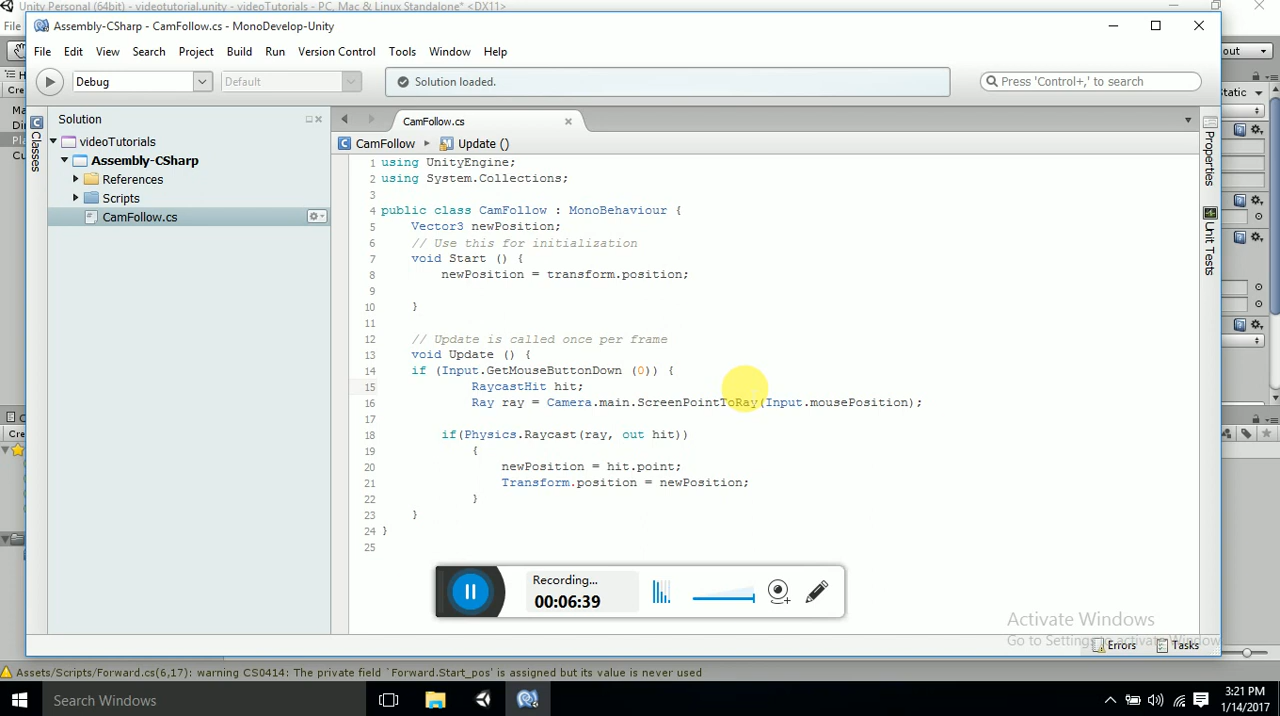 Unity Personal (64bit) - videotutorial.unity - videoTutorials - PC, Mac & Linux Standalone* <DX11>
Assembly-CSharp - CamFollow.cs - MonoDevelop-Unity
File Edit View Search Project Build Run Version Control Tools Window Help
Debug
Default
Solution loaded.
Press 'Control+,' to search
Solution
videoTutorials
Assembly-CSharp
References
Scripts
CamFollow.cs
Classes
CamFollow.cs
CamFollow
Update ()
Properties
Unit Tests
1 using UnityEngine;
2 using System.Collections;
3
4 public class CamFollow : MonoBehaviour {
5 Vector3 newPosition;
6 // Use this for initialization
7 void Start () {
8 newPosition = transform.position;
9
10 }
11
12 // Update is called once per frame
13 void Update () {
14 if (Input.GetMouseButtonDown (0)) {
15 RaycastHit hit;
16 Ray ray = Camera.main.ScreenPointToRay(Input.mousePosition);
17
18 if(Physics.Raycast(ray, out hit))
19 {
20 newPosition = hit.point;
21 Transform.position = newPosition;
22 }
23 }
24 }
25
Recording...
00:06:39
Activate Windows
Go to Settings to activate Window
Errors
Tasks
Assets/Scripts/Forward.cs(6,17): warning CS0414: The private field `Forward.Start_pos' is assigned but its value is never used
Search Windows
3:21 PM
1/14/2017